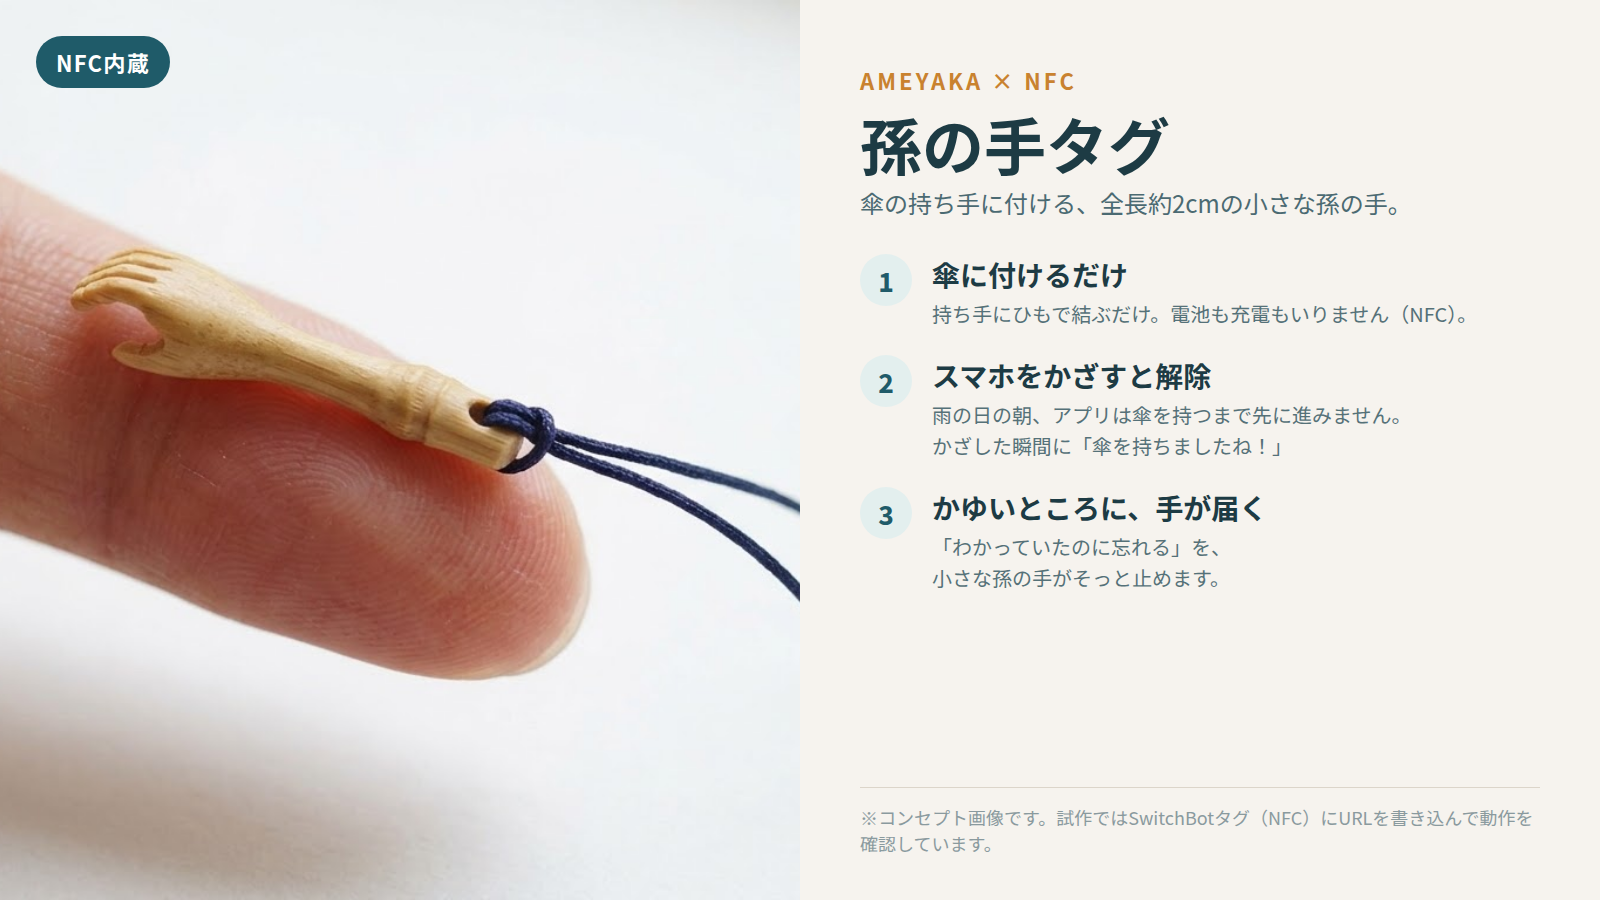 NFC内蔵
AMEYAKA × NFC
孫の手タグ
傘の持ち手に付ける、全長約2cmの小さな孫の手。
1
傘に付けるだけ
持ち手にひもで結ぶだけ。電池も充電もいりません（NFC）。
2
スマホをかざすと解除
雨の日の朝、アプリは傘を持つまで先に進みません。
かざした瞬間に「傘を持ちましたね！」
3
かゆいところに、手が届く
「わかっていたのに忘れる」を、
小さな孫の手がそっと止めます。
※コンセプト画像です。試作ではSwitchBotタグ（NFC）にURLを書き込んで動作を
確認しています。